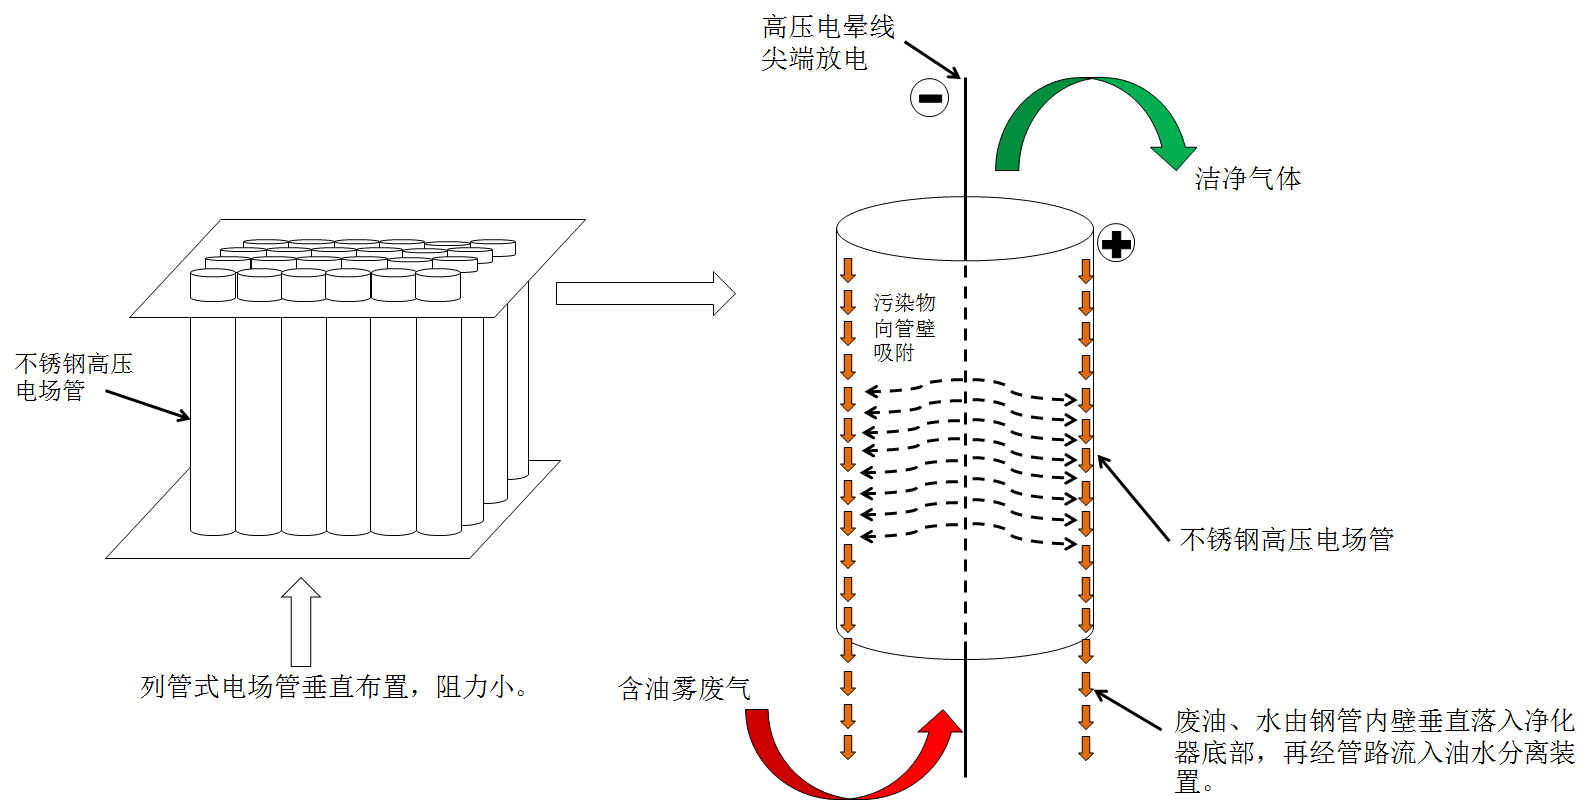 高压电晕线
尖端放电
洁净气体
污染物
向管壁
吸附
不锈钢高压
电场管
不锈钢高压电场管
列管式电场管垂直布置，阻力小。
含油雾废气
废油、水由钢管内壁垂直落入净化
器底部，再经管路流入油水分离装
置。